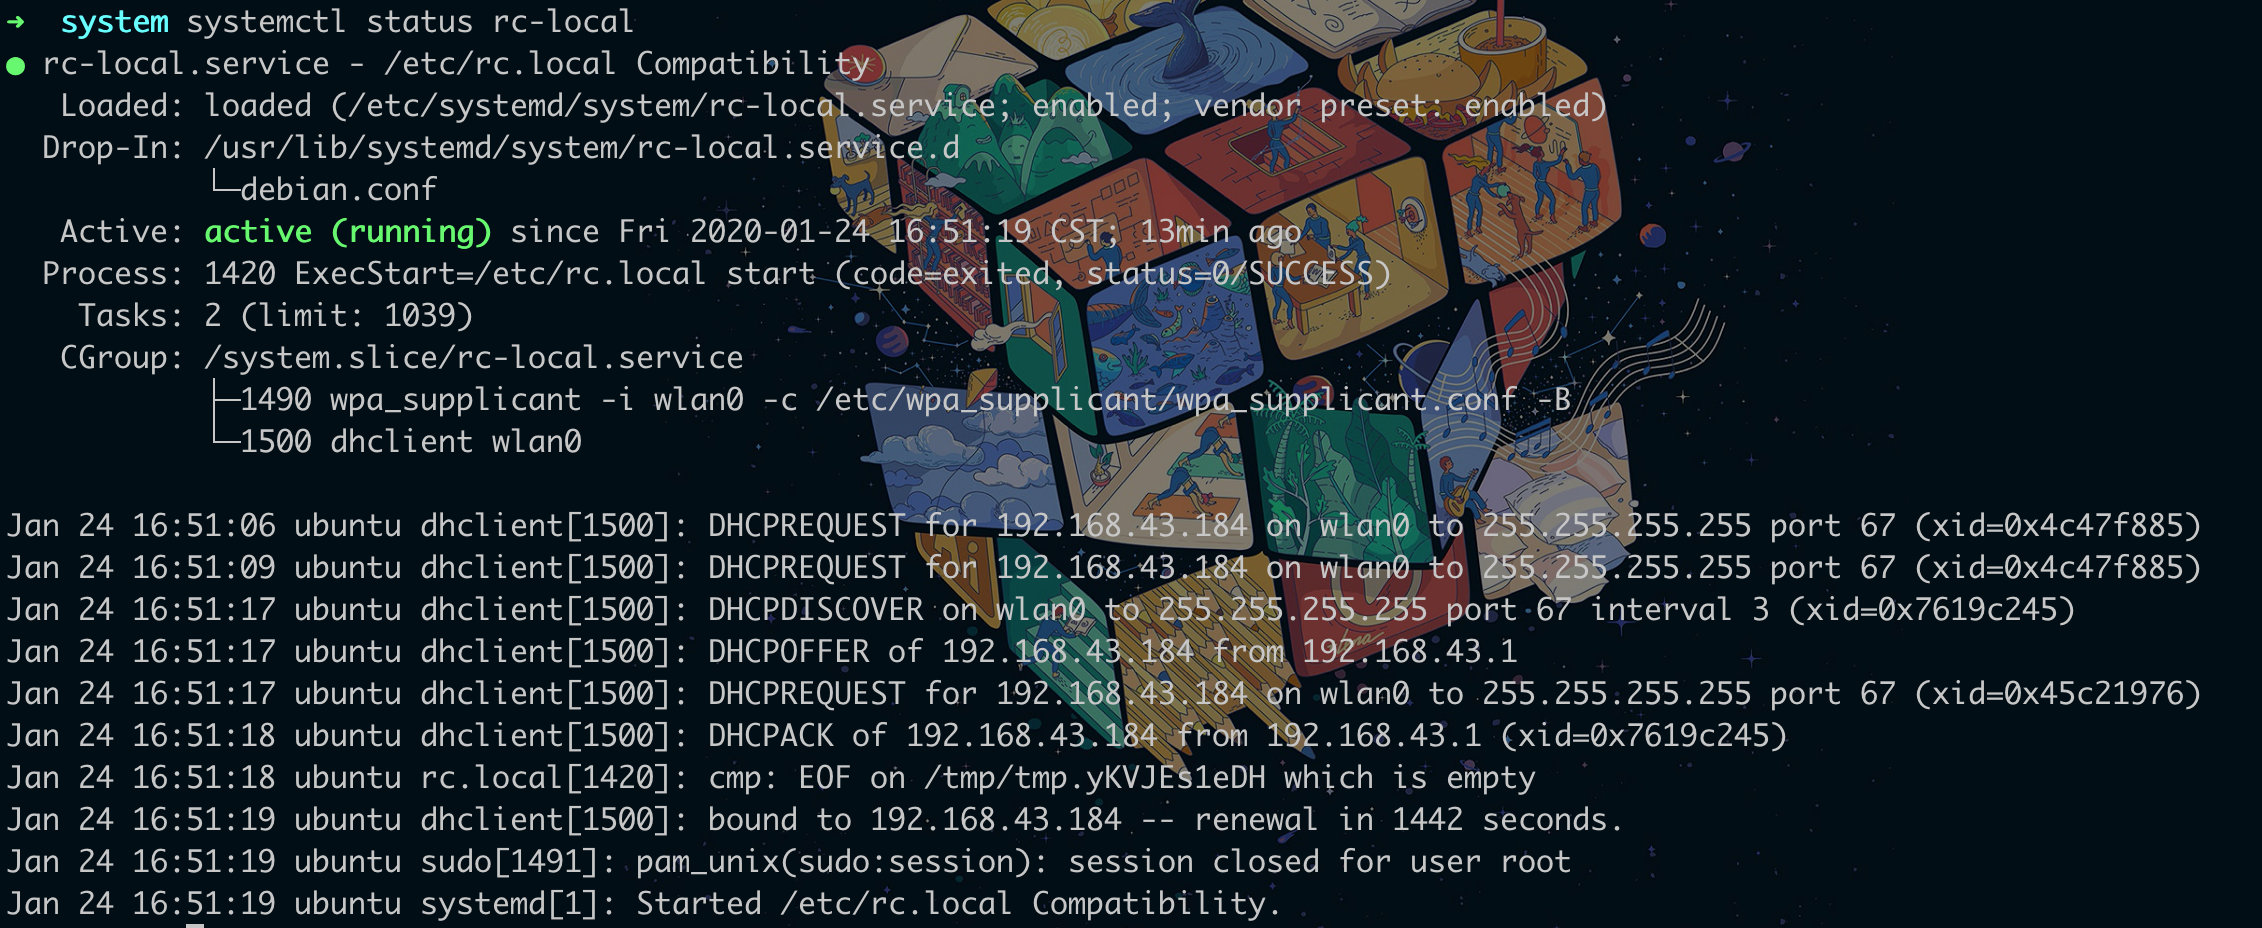 ➜  system systemctl status rc-local
● rc-local.service - /etc/rc.local Compatibility
   Loaded: loaded (/etc/systemd/system/rc-local.service; enabled; vendor preset: enabled)
  Drop-In: /usr/lib/systemd/system/rc-local.service.d
           └─debian.conf
   Active: active (running) since Fri 2020-01-24 16:51:19 CST; 13min ago
  Process: 1420 ExecStart=/etc/rc.local start (code=exited, status=0/SUCCESS)
    Tasks: 2 (limit: 1039)
   CGroup: /system.slice/rc-local.service
           ├─1490 wpa_supplicant -i wlan0 -c /etc/wpa_supplicant/wpa_supplicant.conf -B
           └─1500 dhclient wlan0

Jan 24 16:51:06 ubuntu dhclient[1500]: DHCPREQUEST for 192.168.43.184 on wlan0 to 255.255.255.255 port 67 (xid=0x4c47f885)
Jan 24 16:51:09 ubuntu dhclient[1500]: DHCPREQUEST for 192.168.43.184 on wlan0 to 255.255.255.255 port 67 (xid=0x4c47f885)
Jan 24 16:51:17 ubuntu dhclient[1500]: DHCPDISCOVER on wlan0 to 255.255.255.255 port 67 interval 3 (xid=0x7619c245)
Jan 24 16:51:17 ubuntu dhclient[1500]: DHCPOFFER of 192.168.43.184 from 192.168.43.1
Jan 24 16:51:17 ubuntu dhclient[1500]: DHCPREQUEST for 192.168.43.184 on wlan0 to 255.255.255.255 port 67 (xid=0x45c21976)
Jan 24 16:51:18 ubuntu dhclient[1500]: DHCPACK of 192.168.43.184 from 192.168.43.1 (xid=0x7619c245)
Jan 24 16:51:18 ubuntu rc.local[1420]: cmp: EOF on /tmp/tmp.yKVJEs1eDH which is empty
Jan 24 16:51:19 ubuntu dhclient[1500]: bound to 192.168.43.184 -- renewal in 1442 seconds.
Jan 24 16:51:19 ubuntu sudo[1491]: pam_unix(sudo:session): session closed for user root
Jan 24 16:51:19 ubuntu systemd[1]: Started /etc/rc.local Compatibility.